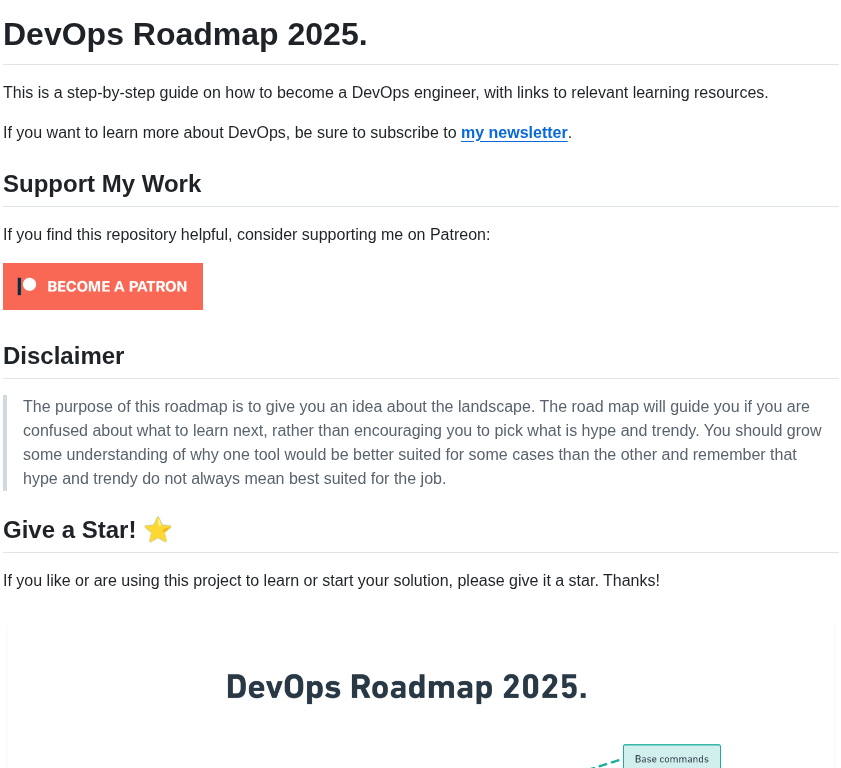 DevOps Roadmap 2025.
This is a step-by-step guide on how to become a DevOps engineer, with links to relevant learning resources.
If you want to learn more about DevOps, be sure to subscribe to my newsletter.
Support My Work
If you find this repository helpful, consider supporting me on Patreon:
BECOME A PATRON
Disclaimer
The purpose of this roadmap is to give you an idea about the landscape. The road map will guide you if you are
confused about what to learn next, rather than encouraging you to pick what is hype and trendy. You should grow
some understanding of why one tool would be better suited for some cases than the other and remember that
hype and trendy do not always mean best suited for the job.
Give a Star! ⭐
If you like or are using this project to learn or start your solution, please give it a star. Thanks!
DevOps Roadmap 2025.
Base commands